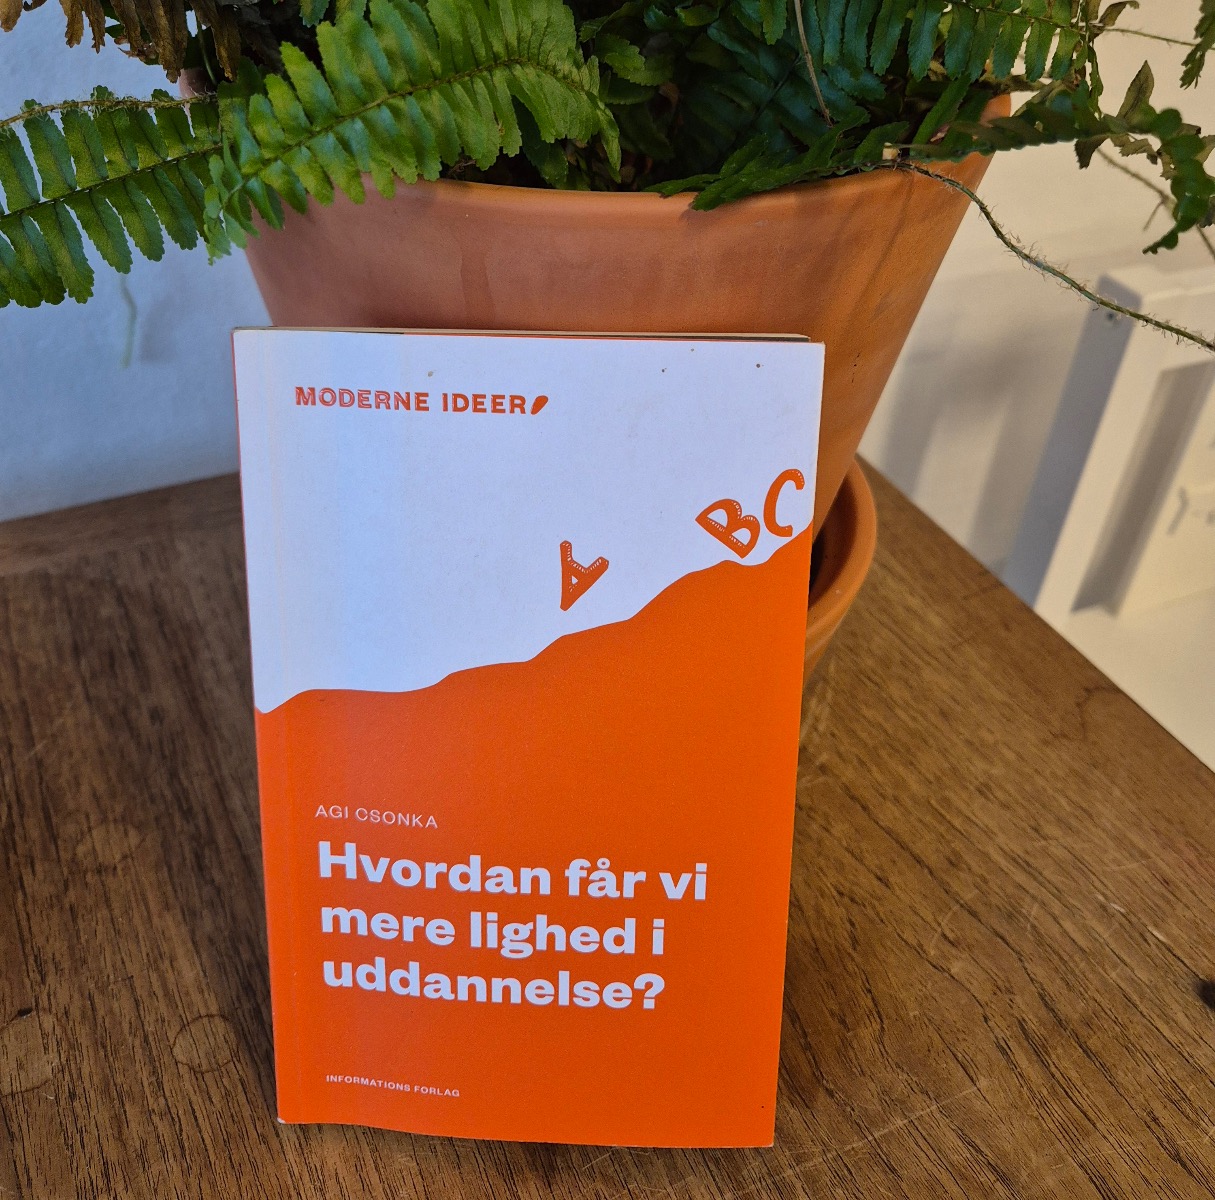 MODERNE IDEER
A
BC
AGI CSONKA
Hvordan får vi
mere lighed i
uddannelse?
INFORMATIONS FORLAG